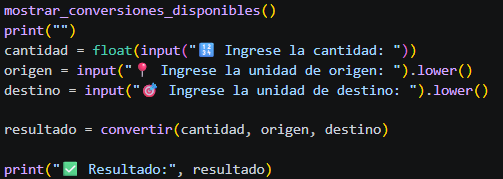 mostrar_conversiones_disponibles()
print("")
cantidad = float(input("🔢 Ingrese la cantidad: "))
origen = input("📍 Ingrese la unidad de origen: ").lower()
destino = input("🎯 Ingrese la unidad de destino: ").lower()
resultado = convertir(cantidad, origen, destino)
print("✅ Resultado:", resultado)